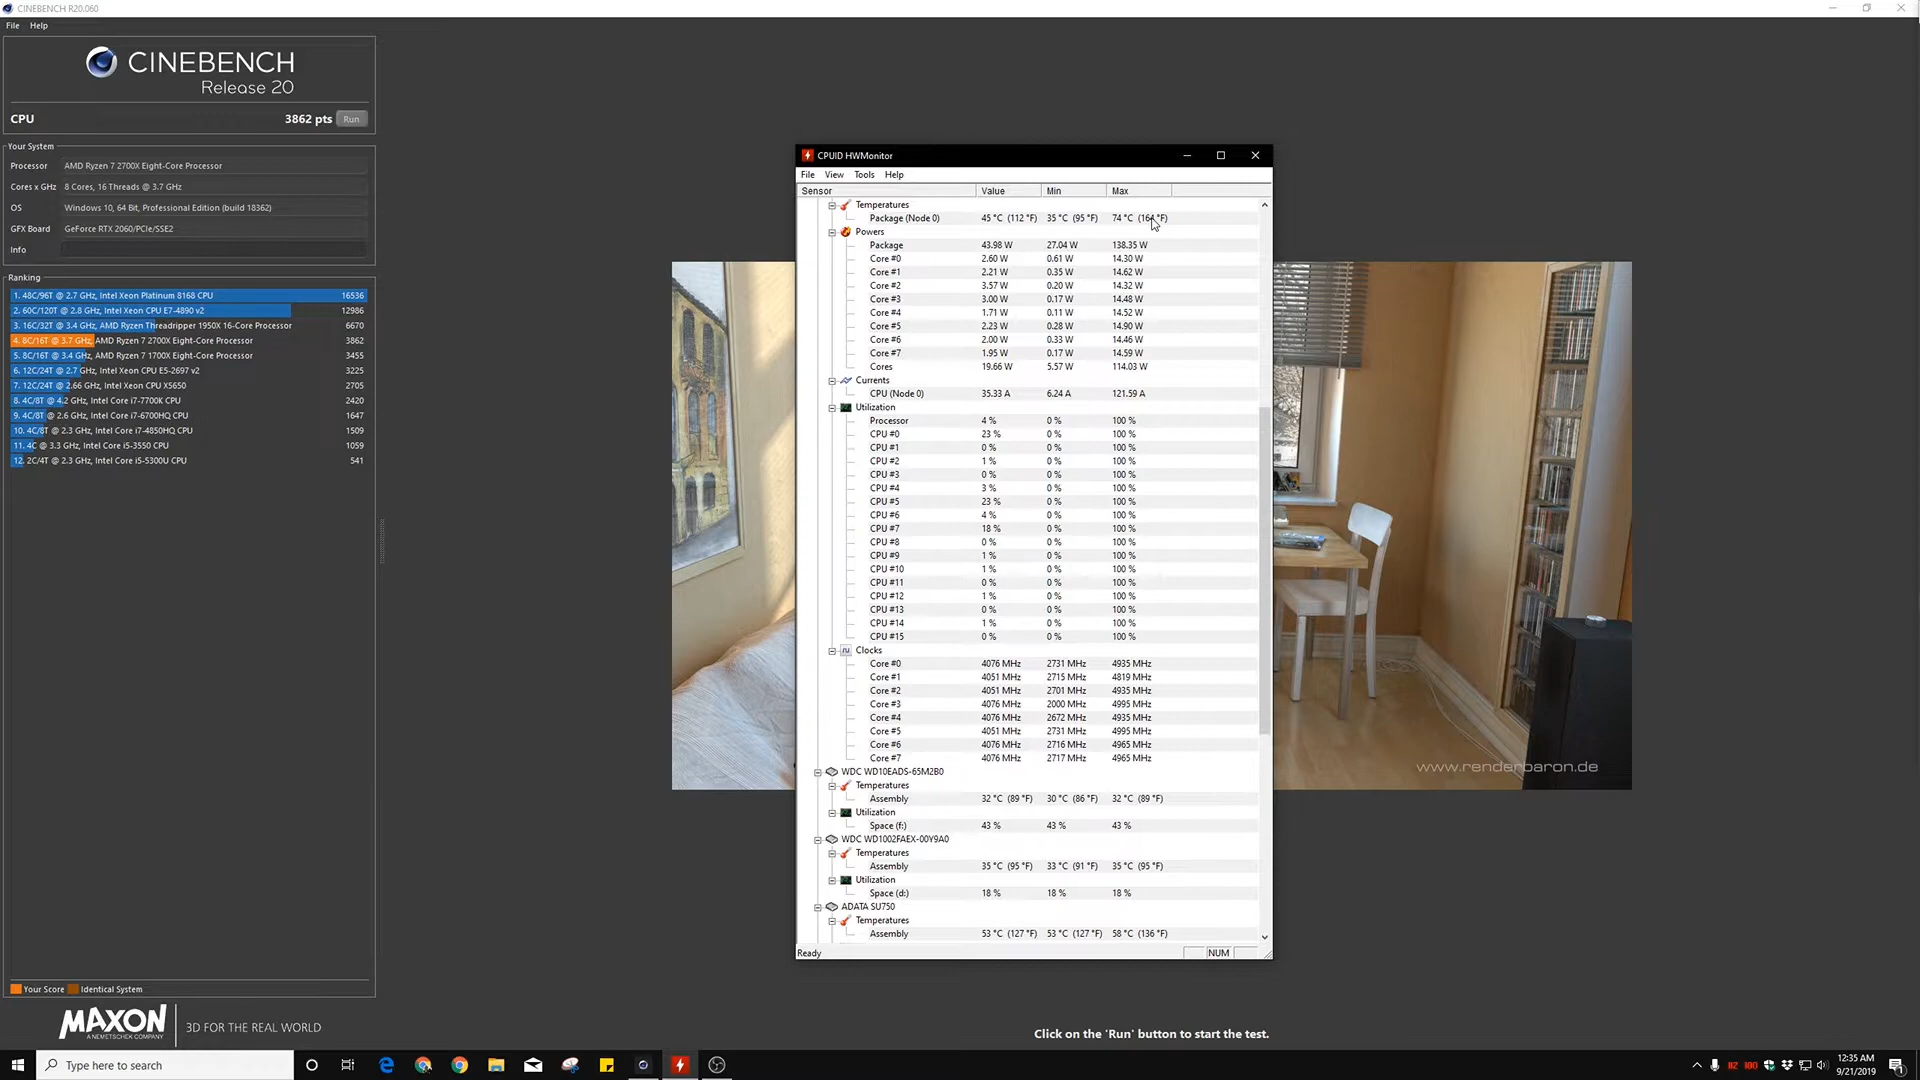 CINEBENCH R20.060
File Help
CINEBENCH
Release 20
CPU 3862 pts Run
Your System
Processor AMD Ryzen 7 2700X Eight-Core Processor
Cores x GHz 8 Cores, 16 Threads @ 3.7 GHz
OS Windows 10, 64 Bit, Professional Edition (build 18362)
GFX Board GeForce RTX 2060/PCIe/SSE2
Info
Ranking
1. 48C/96T @ 2.7 GHz, Intel Xeon Platinum 8168 CPU 16536
2. 60C/120T @ 2.8 GHz, Intel Xeon CPU E7-4890 v2 12986
3. 16C/32T @ 3.4 GHz, AMD Ryzen Threadripper 1950X 16-Core Processor 6670
4. 8C/16T @ 3.7 GHz, AMD Ryzen 7 2700X Eight-Core Processor 3862
5. 8C/16T @ 3.4 GHz, AMD Ryzen 7 1700X Eight-Core Processor 3455
6. 12C/24T @ 2.7 GHz, Intel Xeon CPU E5-2697 v2 3225
7. 12C/24T @ 2.66 GHz, Intel Xeon CPU X5650 2705
8. 4C/8T @ 4.2 GHz, Intel Core i7-7700K CPU 2420
9. 4C/8T @ 2.6 GHz, Intel Core i7-6700HQ CPU 1647
10. 4C/8T @ 2.3 GHz, Intel Core i7-4850HQ CPU 1509
11. 4C @ 3.3 GHz, Intel Core i5-3550 CPU 1059
12. 2C/4T @ 2.3 GHz, Intel Core i5-5300U CPU 541
Your Score Identical System
MAXON
A NEMETSCHEK COMPANY
3D FOR THE REAL WORLD
CPUID HWMonitor
File View Tools Help
Sensor Value Min Max
Temperatures
Package (Node 0) 45 °C (112 °F) 35 °C (95 °F) 74 °C (164 °F)
Powers
Package 43.98 W 27.04 W 138.35 W
Core #0 2.60 W 0.61 W 14.30 W
Core #1 2.21 W 0.35 W 14.62 W
Core #2 3.57 W 0.20 W 14.32 W
Core #3 3.00 W 0.17 W 14.48 W
Core #4 1.71 W 0.11 W 14.52 W
Core #5 2.23 W 0.28 W 14.90 W
Core #6 2.00 W 0.33 W 14.46 W
Core #7 1.95 W 0.17 W 14.59 W
Cores 19.66 W 5.57 W 114.03 W
Currents
CPU (Node 0) 35.33 A 6.24 A 121.59 A
Utilization
Processor 4 % 0 % 100 %
CPU #0 23 % 0 % 100 %
CPU #1 0 % 0 % 100 %
CPU #2 1 % 0 % 100 %
CPU #3 0 % 0 % 100 %
CPU #4 3 % 0 % 100 %
CPU #5 23 % 0 % 100 %
CPU #6 4 % 0 % 100 %
CPU #7 18 % 0 % 100 %
CPU #8 0 % 0 % 100 %
CPU #9 1 % 0 % 100 %
CPU #10 1 % 0 % 100 %
CPU #11 0 % 0 % 100 %
CPU #12 1 % 0 % 100 %
CPU #13 0 % 0 % 100 %
CPU #14 1 % 0 % 100 %
CPU #15 0 % 0 % 100 %
Clocks
Core #0 4076 MHz 2731 MHz 4935 MHz
Core #1 4051 MHz 2715 MHz 4819 MHz
Core #2 4051 MHz 2701 MHz 4935 MHz
Core #3 4076 MHz 2000 MHz 4995 MHz
Core #4 4076 MHz 2672 MHz 4935 MHz
Core #5 4051 MHz 2731 MHz 4995 MHz
Core #6 4076 MHz 2716 MHz 4965 MHz
Core #7 4076 MHz 2717 MHz 4965 MHz
WDC WD10EADS-65M2B0
Temperatures
Assembly 32 °C (89 °F) 30 °C (86 °F) 32 °C (89 °F)
Utilization
Space (f:) 43 % 43 % 43 %
WDC WD1002FAEX-00Y9A0
Temperatures
Assembly 35 °C (95 °F) 33 °C (91 °F) 35 °C (95 °F)
Utilization
Space (d:) 18 % 18 % 18 %
ADATA SU750
Temperatures
Assembly 53 °C (127 °F) 53 °C (127 °F) 58 °C (136 °F)
Ready NUM
www.renderbaron.de
Click on the 'Run' button to start the test.
Type here to search
112 100
12:35 AM
9/21/2019